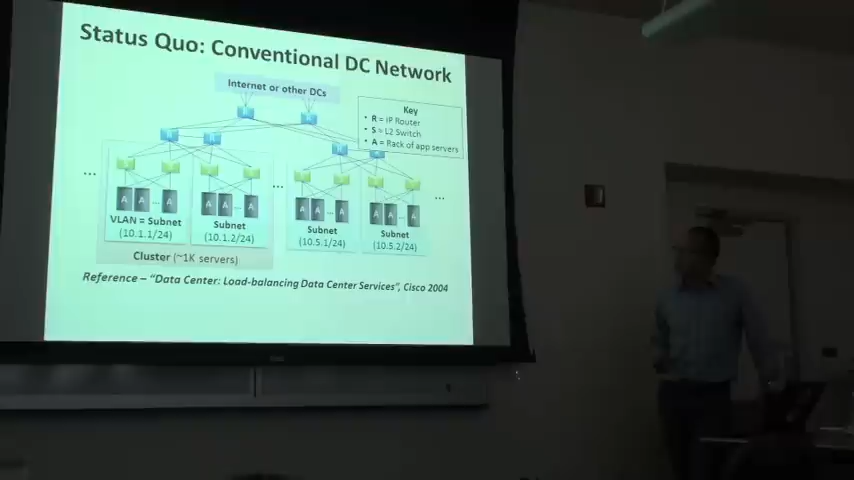 Status Quo: Conventional DC Network
Internet or other DCs
Key
• R = IP Router
• S = L2 Switch
• A = Rack of app servers
R
R
...
...
...
A A ... A
A A ... A
A A ... A
A A ... A
VLAN = Subnet
(10.1.1/24)
Subnet
(10.1.2/24)
Subnet
(10.5.1/24)
Subnet
(10.5.2/24)
Cluster (~1K servers)
Reference – "Data Center: Load-balancing Data Center Services", Cisco 2004